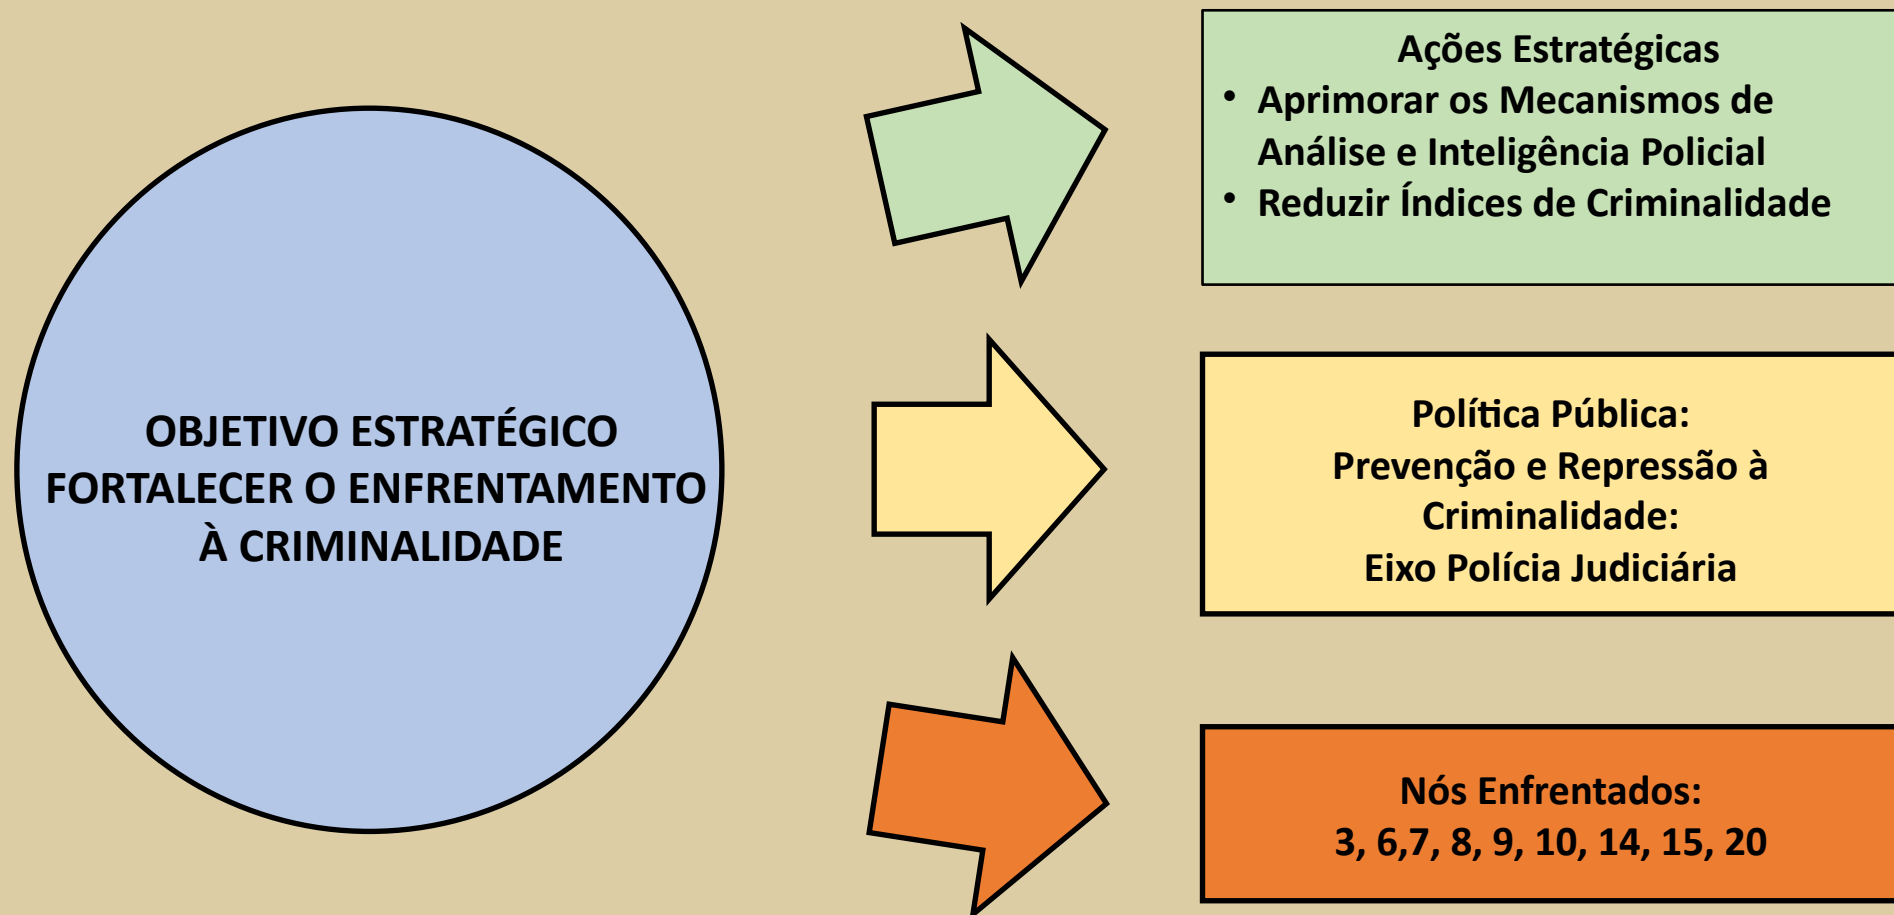 OBJETIVO ESTRATÉGICO
FORTALECER O ENFRENTAMENTO
À CRIMINALIDADE
Ações Estratégicas
• Aprimorar os Mecanismos de
Análise e Inteligência Policial
• Reduzir Índices de Criminalidade
Política Pública:
Prevenção e Repressão à
Criminalidade:
Eixo Polícia Judiciária
Nós Enfrentados:
3, 6,7, 8, 9, 10, 14, 15, 20